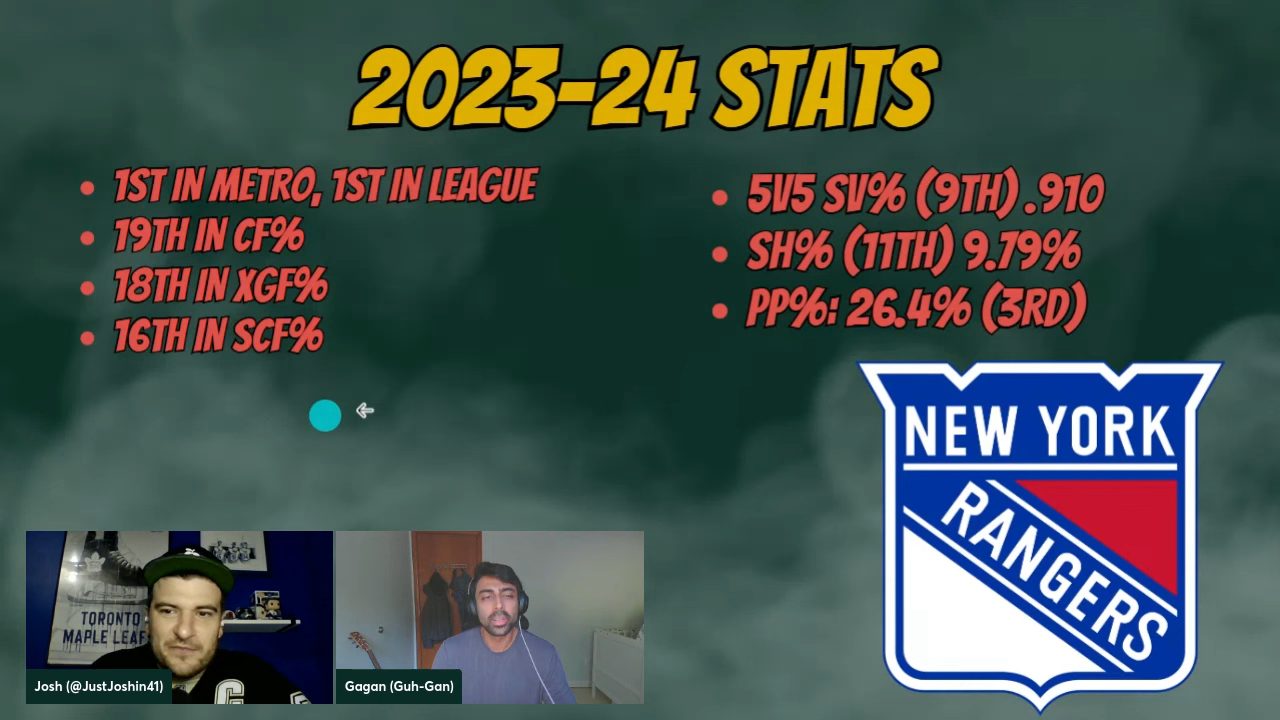 2023-24 STATS
1ST IN METRO, 1ST IN LEAGUE
19TH IN CF%
18TH IN XGF%
16TH IN SCF%
5V5 SV% (9TH) .910
SH% (11TH) 9.79%
PP%: 26.4% (3RD)
NEW YORK
RANGERS
TORONTO
MAPLE LEAF
Josh (@JustJoshin41)
Gagan (Guh-Gan)